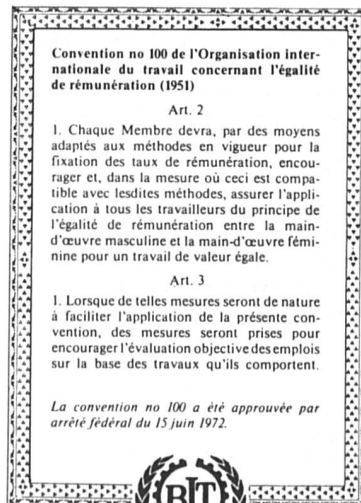 Convention no 100 de l'Organisation inter-
nationale du travail concernant l'égalité
de rémunération (1951)
Art. 2
1. Chaque Membre devra, par des moyens
adaptés aux méthodes en vigueur pour la
fixation des taux de rémunération, encou-
rager et, dans la mesure où ceci est compa-
tible avec lesdites méthodes, assurer l'appli-
cation à tous les travailleurs du principe de
l'égalité de rémunération entre la main-
d'œuvre masculine et la main-d'œuvre fémi-
nine pour un travail de valeur égale.
Art. 3
1. Lorsque de telles mesures seront de nature
à faciliter l'application de la présente con-
vention, des mesures seront prises pour
encourager l'évaluation objective des emplois
sur la base des travaux qu'ils comportent.
La convention no 100 a été approuvée par
arrêté fédéral du 15 juin 1972.
BIT